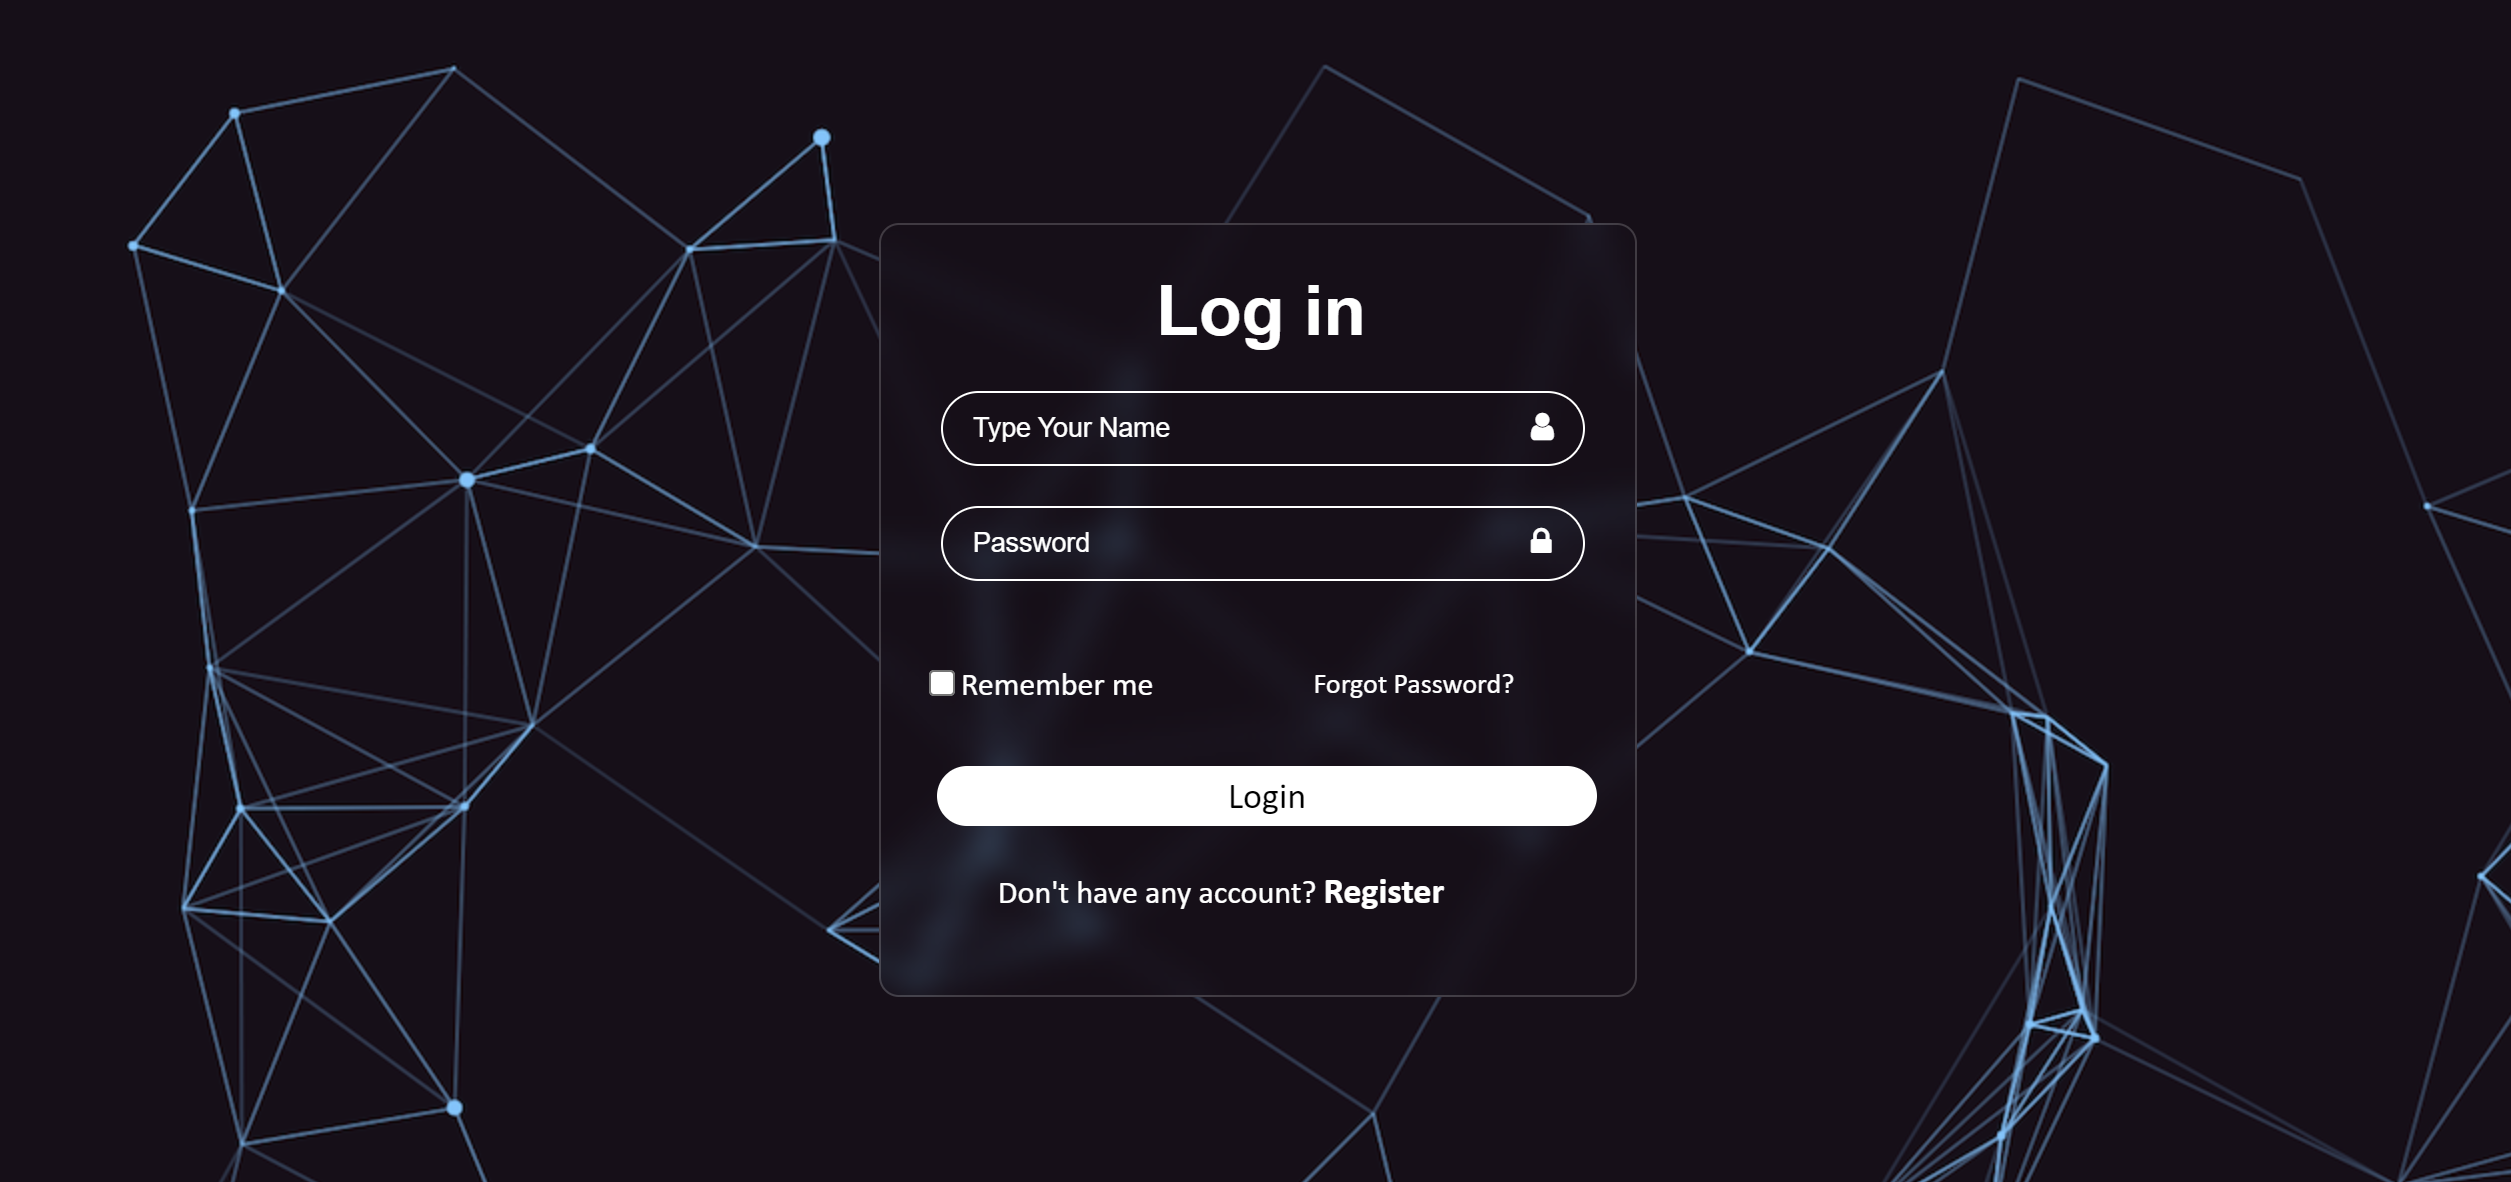 Log in
Type Your Name
Password
Remember me Forgot Password?
Login
Don't have any account? Register